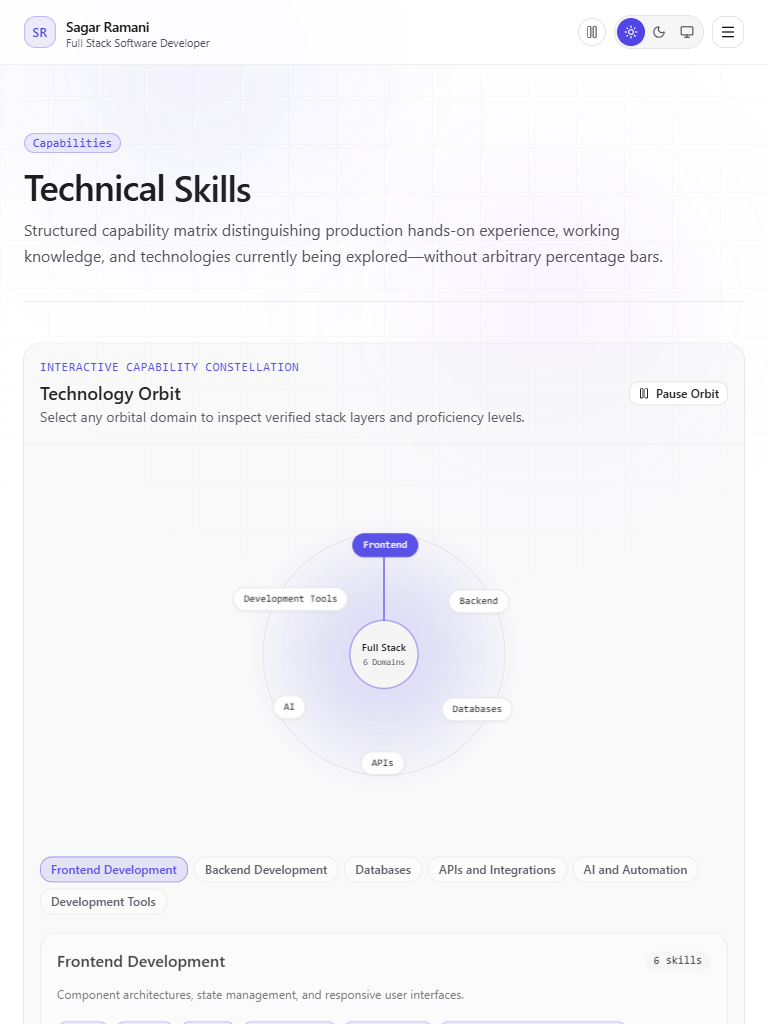 SR
Sagar Ramani
Full Stack Software Developer
Capabilities
Technical Skills
Structured capability matrix distinguishing production hands-on experience, working
knowledge, and technologies currently being explored—without arbitrary percentage bars.
INTERACTIVE CAPABILITY CONSTELLATION
Technology Orbit
Pause Orbit
Select any orbital domain to inspect verified stack layers and proficiency levels.
Frontend
Development Tools
Backend
Full Stack
6 Domains
AI
Databases
APIs
Frontend Development
Backend Development
Databases
APIs and Integrations
AI and Automation
Development Tools
Frontend Development
6 skills
Component architectures, state management, and responsive user interfaces.